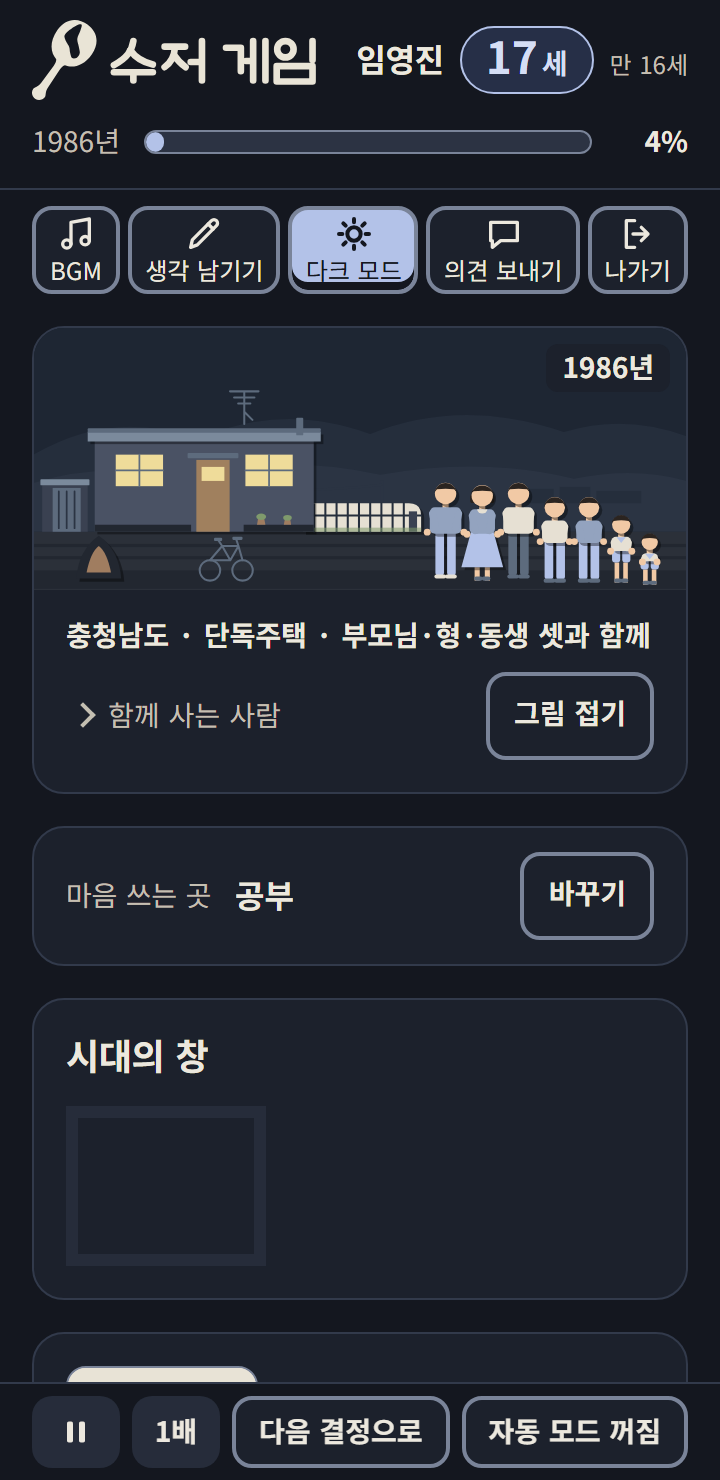 수저 게임 임영진 17세 만 16세
1986년 4%
BGM 생각 남기기 다크 모드 의견 보내기 나가기
1986년
충청남도 · 단독주택 · 부모님·형·동생 셋과 함께
함께 사는 사람 그림 접기
마음 쓰는 곳 공부 바꾸기
시대의 창
1배 다음 결정으로 자동 모드 꺼짐